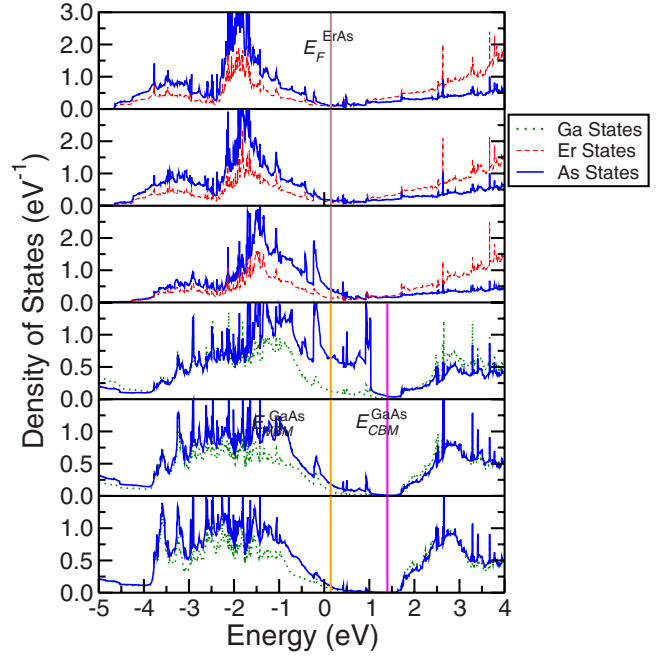 3.0
2.0
1.0
0.0
2.0
1.0
0.0
2.0
1.0
0.0
1.0
0.5
0.0
1.0
0.5
0.0
1.0
0.5
0.0
-5 -4 -3 -2 -1 0 1 2 3 4
Energy (eV)
Density of States (eV⁻¹)
E_F^ErAs
E_VBM^GaAs
E_CBM^GaAs
Ga States
Er States
As States